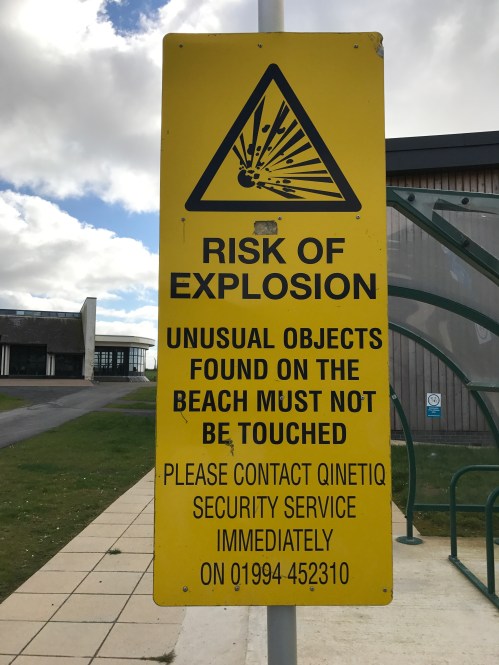 RISK OF
EXPLOSION
UNUSUAL OBJECTS
FOUND ON THE
BEACH MUST NOT
BE TOUCHED
PLEASE CONTACT QINETIQ
SECURITY SERVICE
IMMEDIATELY
ON 01994 452310